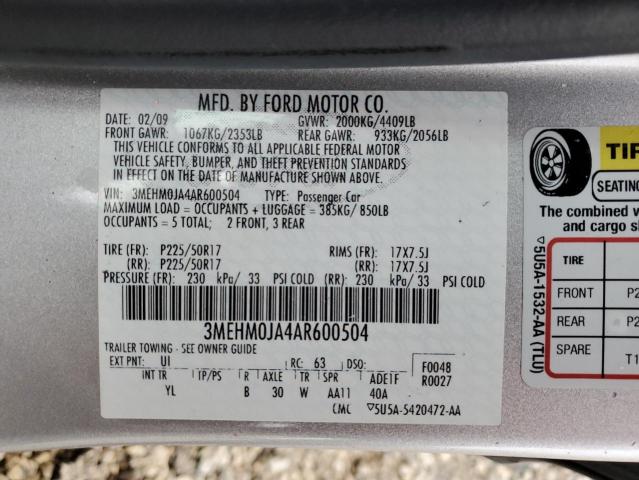 MFD. BY FORD MOTOR CO.
DATE: 02/09 GVWR: 2000KG/4409LB
FRONT GAWR: 1067KG/2353LB REAR GAWR: 933KG/2056LB
THIS VEHICLE CONFORMS TO ALL APPLICABLE FEDERAL MOTOR
VEHICLE SAFETY, BUMPER, AND THEFT PREVENTION STANDARDS
IN EFFECT ON THE DATE OF MANUFACTURE SHOWN ABOVE.
VIN: 3MEHM0JA4AR600504 TYPE: Passenger Car
MAXIMUM LOAD = OCCUPANTS + LUGGAGE = 385KG/ 850LB
OCCUPANTS = 5 TOTAL: 2 FRONT, 3 REAR
TIRE (FR): P225/50R17 RIMS (FR): 17X7.5J
(RR): P225/50R17 (RR): 17X7.5J
PRESSURE (FR): 230 kPa/ 33 PSI COLD (RR): 230 kPa/ 33 PSI COLD
3MEHM0JA4AR600504
TRAILER TOWING - SEE OWNER GUIDE
EXT PNT: UI RC: 63 DSO: F0048
R0027
INT TR TP/PS R AXLE TR SPR ADE1F
YL B 30 W AA11 40A
CMC ▽5U5A-5420472-AA
TIR
SEATING
The combined v
and cargo sh
TIRE
FRONT P2
REAR P2
SPARE T1
▽5U5A-1532-AA (TLU)